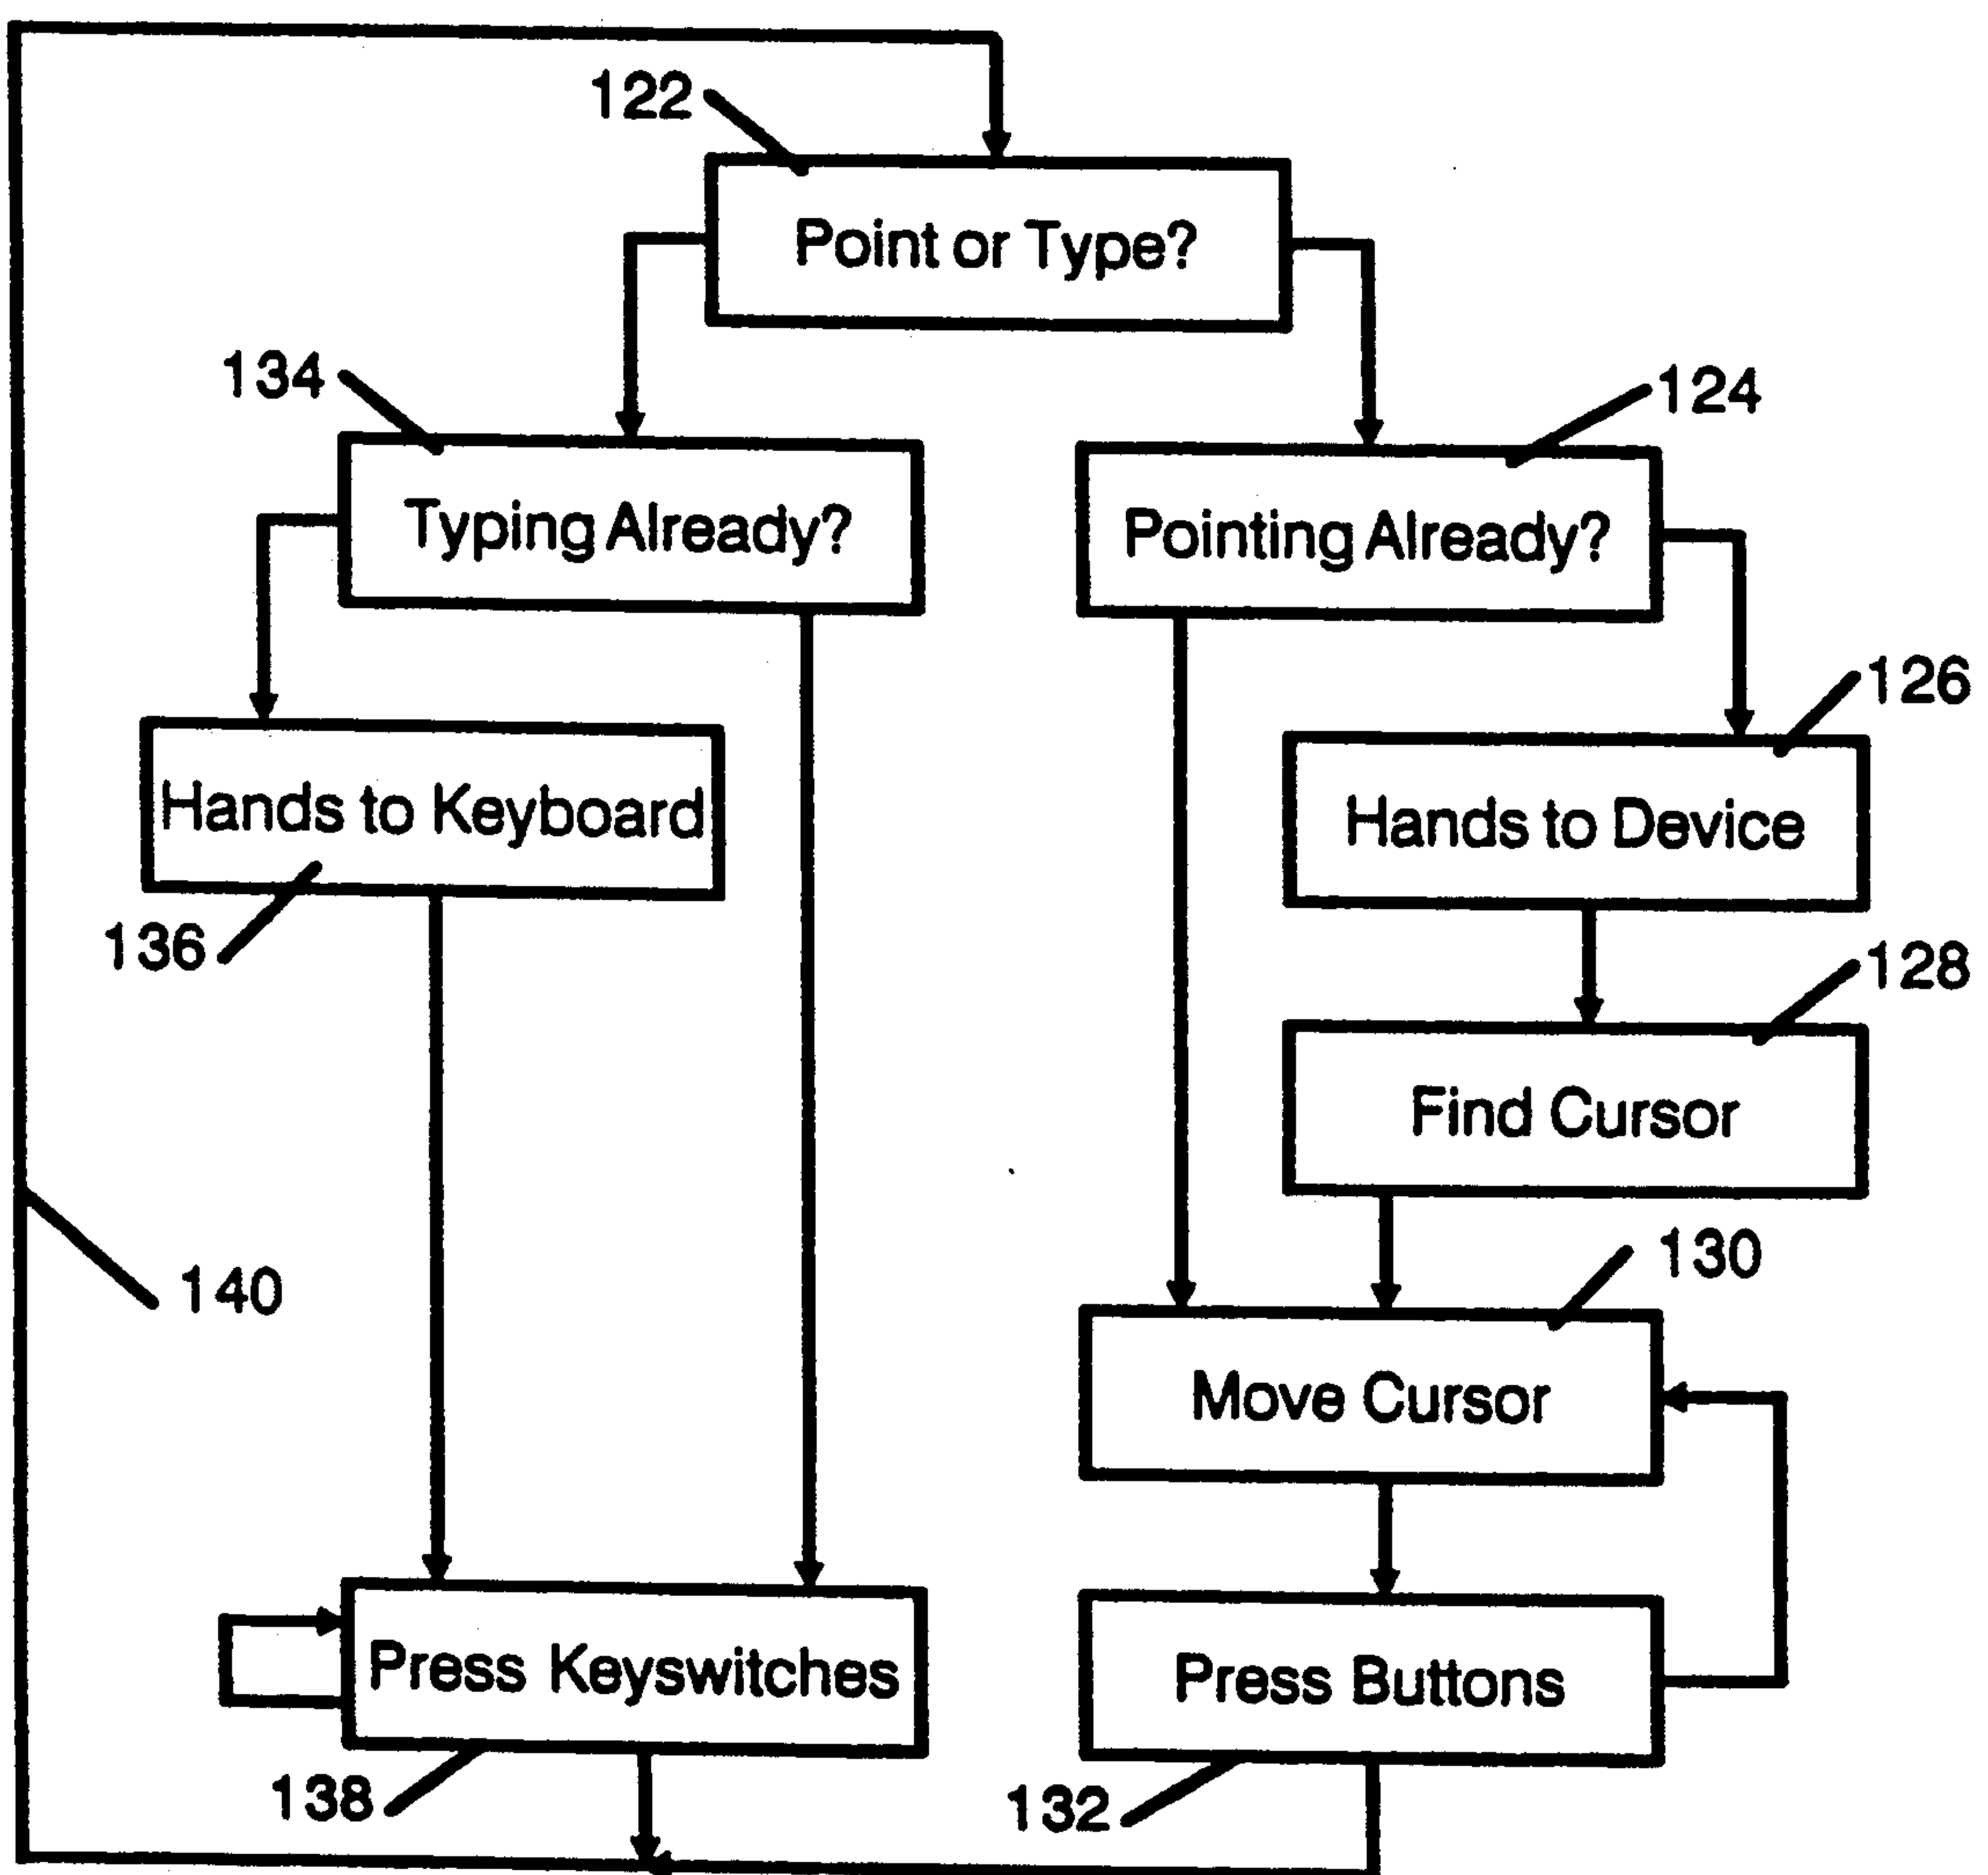 122
Point or Type?
134
124
Typing Already?
Pointing Already?
126
Hands to Keyboard
Hands to Device
136
128
Find Cursor
130
140
Move Cursor
Press Keyswitches
Press Buttons
138
132